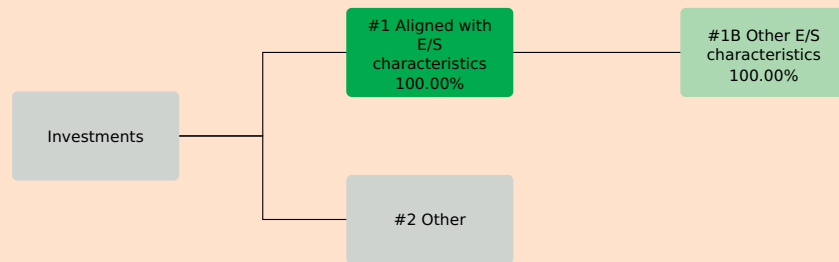 #1 Aligned with
E/S
characteristics
100.00%
#1B Other E/S
characteristics
100.00%
Investments
#2 Other